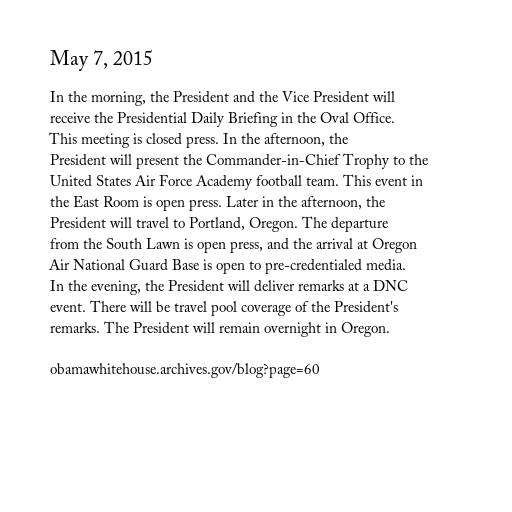 May 7, 2015
In the morning, the President and the Vice President will
receive the Presidential Daily Briefing in the Oval Office.
This meeting is closed press. In the afternoon, the
President will present the Commander-in-Chief Trophy to the
United States Air Force Academy football team. This event in
the East Room is open press. Later in the afternoon, the
President will travel to Portland, Oregon. The departure
from the South Lawn is open press, and the arrival at Oregon
Air National Guard Base is open to pre-credentialed media.
In the evening, the President will deliver remarks at a DNC
event. There will be travel pool coverage of the President's
remarks. The President will remain overnight in Oregon.
obamawhitehouse.archives.gov/blog?page=60